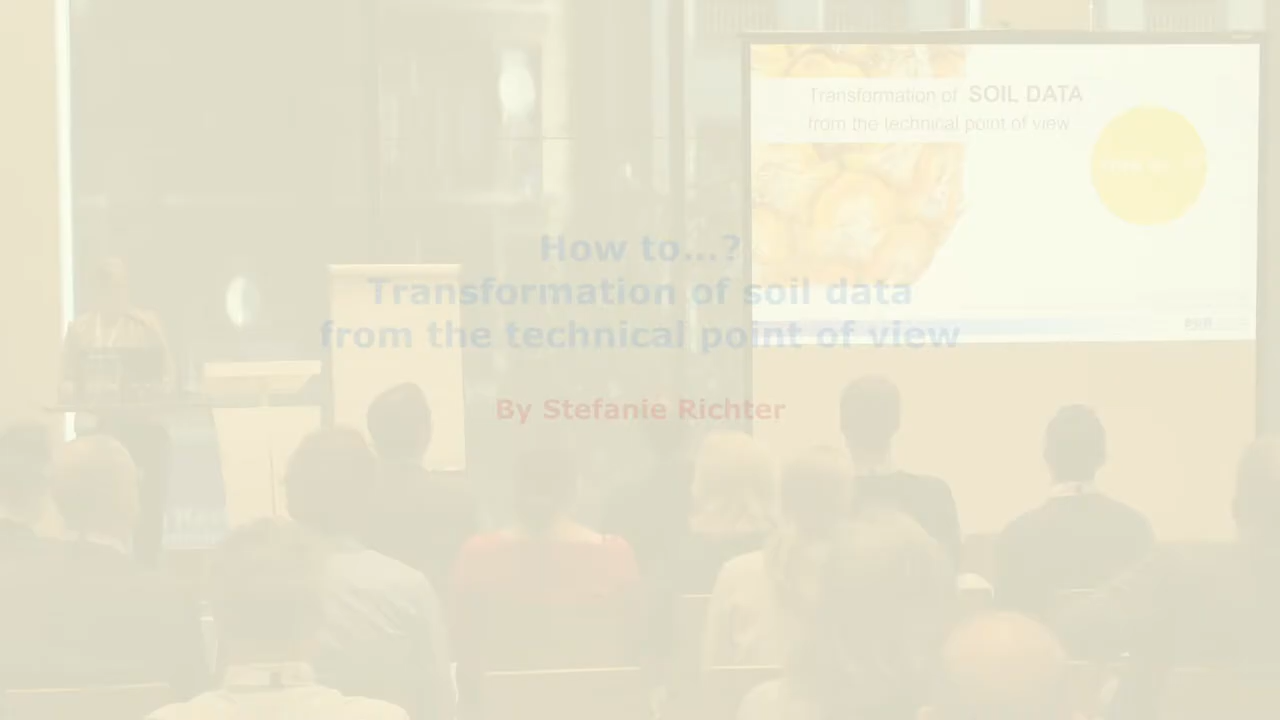 Transformation of SOIL DATA
from the technical point of view
How to...?
Transformation of soil data
from the technical point of view
By Stefanie Richter